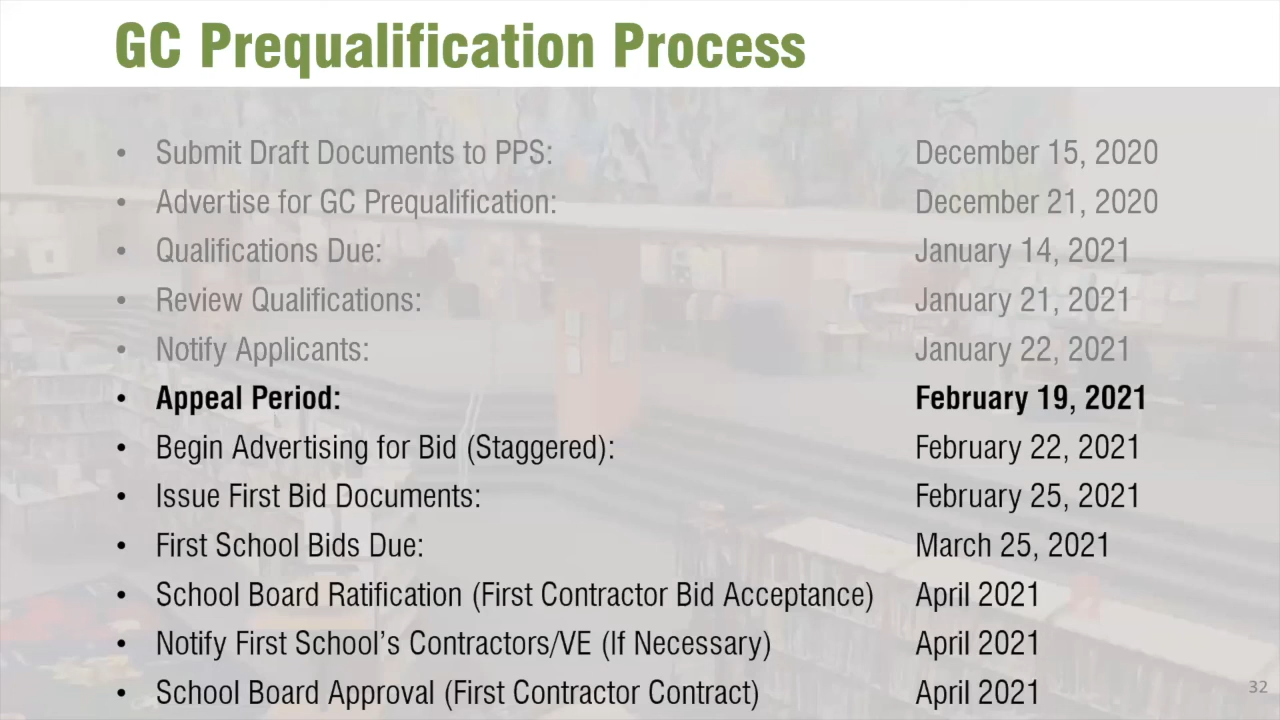 GC Prequalification Process
• Submit Draft Documents to PPS: December 15, 2020
• Advertise for GC Prequalification: December 21, 2020
• Qualifications Due: January 14, 2021
• Review Qualifications: January 21, 2021
• Notify Applicants: January 22, 2021
• Appeal Period: February 19, 2021
• Begin Advertising for Bid (Staggered): February 22, 2021
• Issue First Bid Documents: February 25, 2021
• First School Bids Due: March 25, 2021
• School Board Ratification (First Contractor Bid Acceptance) April 2021
• Notify First School’s Contractors/VE (If Necessary) April 2021
• School Board Approval (First Contractor Contract) April 2021
32